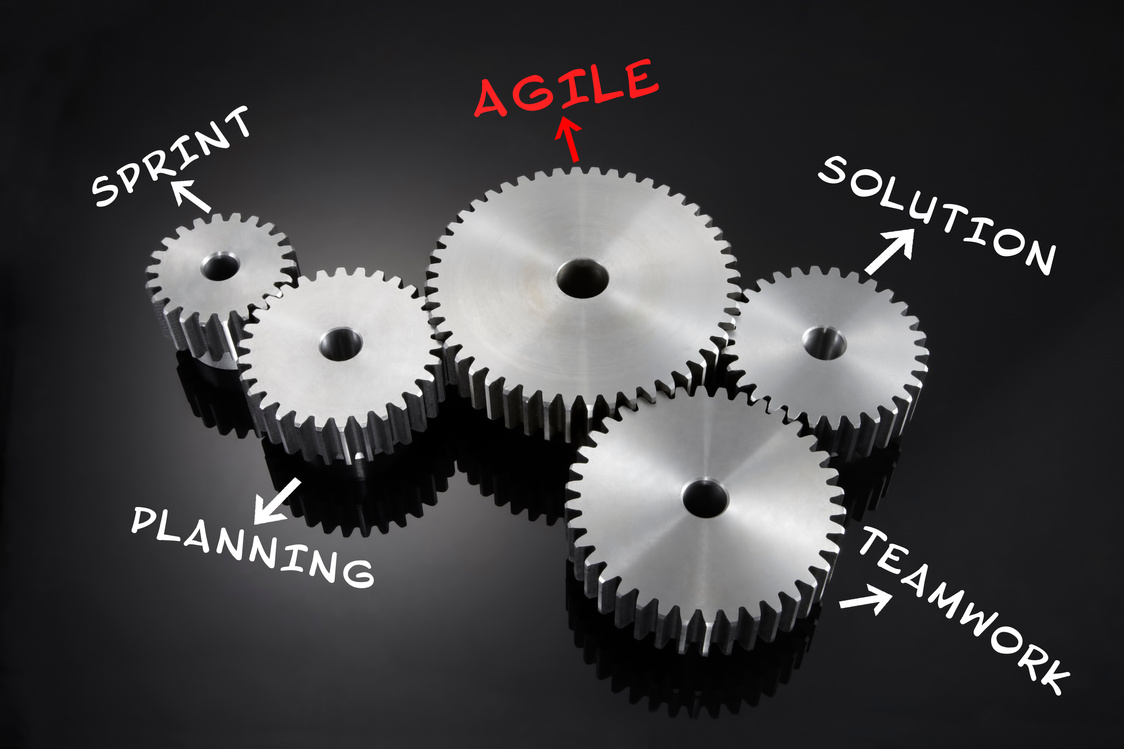 AGILE
SPRINT
SOLUTION
PLANNING
TEAMWORK